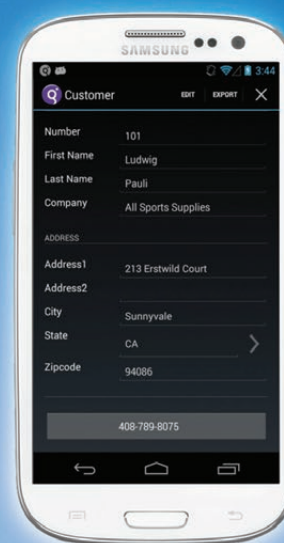 SAMSUNG
3:44
Customer EDIT EXPORT
Number 101
First Name Ludwig
Last Name Pauli
Company All Sports Supplies
ADDRESS
Address1 213 Erstwild Court
Address2
City Sunnyvale
State CA
Zipcode 94086
408-789-8075